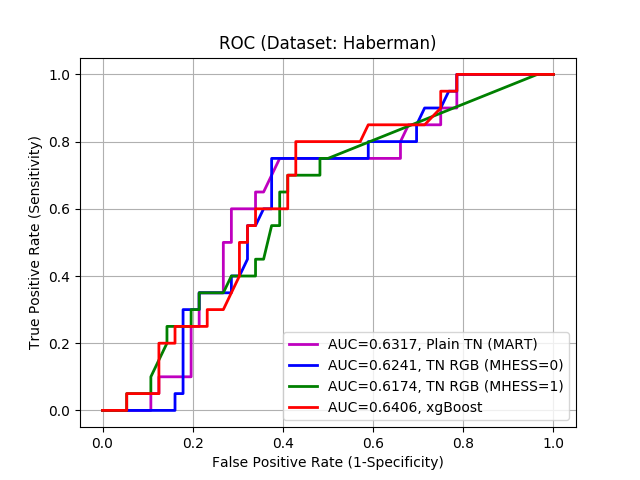 ROC (Dataset: Haberman)
True Positive Rate (Sensitivity)
1.0
0.8
0.6
0.4
0.2
0.0
AUC=0.6317, Plain TN (MART)
AUC=0.6241, TN RGB (MHESS=0)
AUC=0.6174, TN RGB (MHESS=1)
AUC=0.6406, xgBoost
0.0 0.2 0.4 0.6 0.8 1.0
False Positive Rate (1-Specificity)